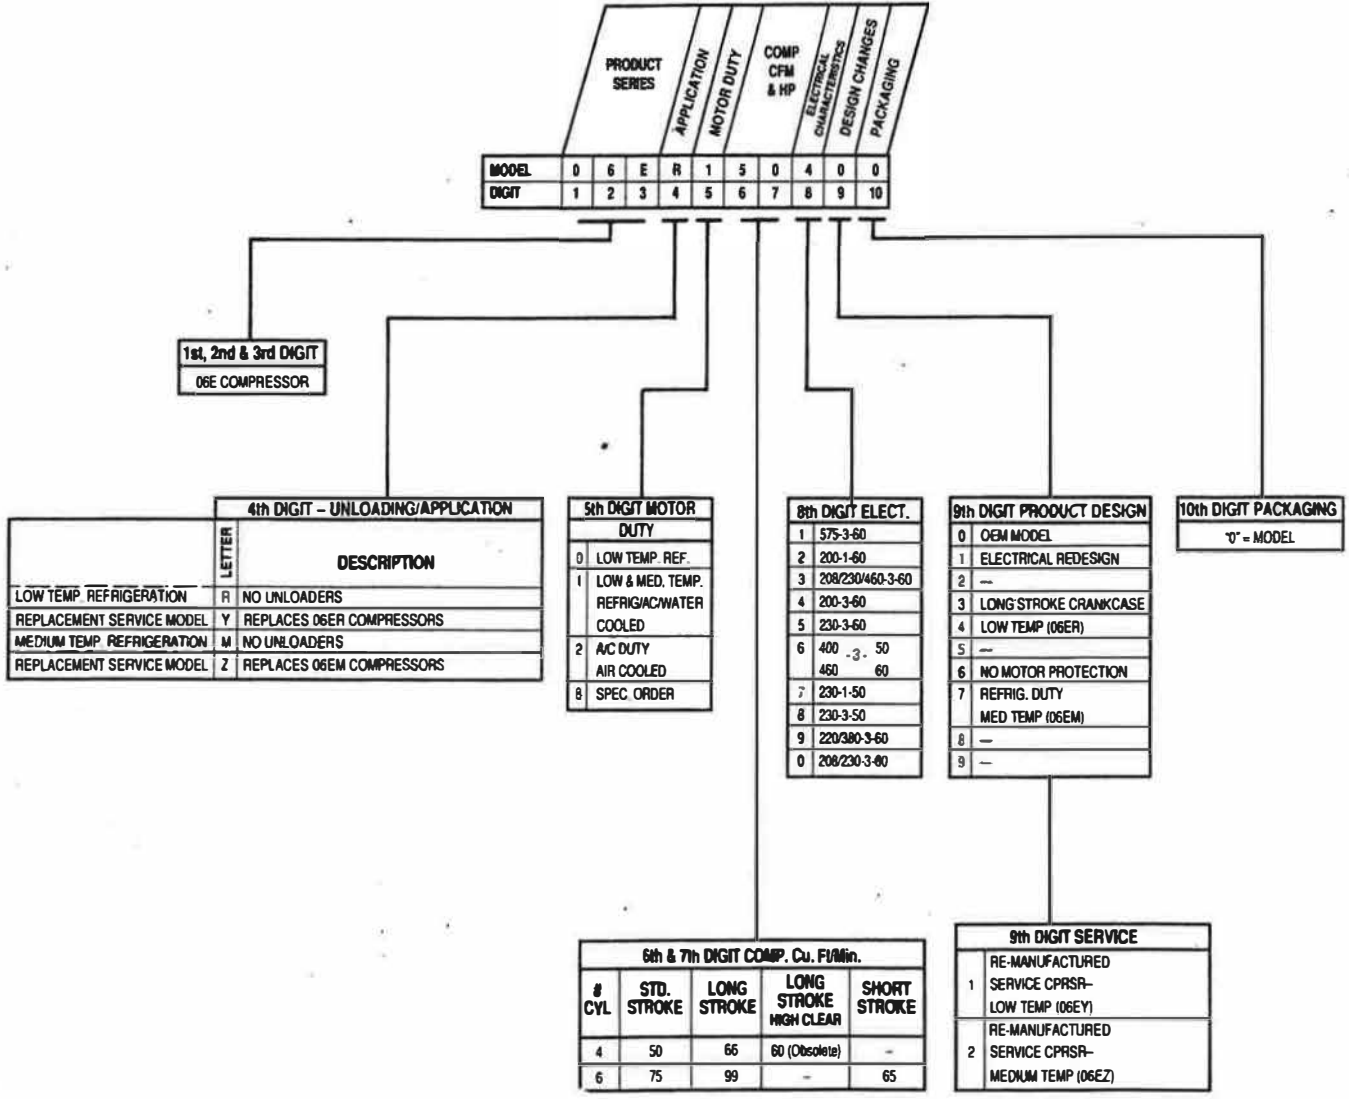 PRODUCT
SERIES
APPLICATION
MOTOR DUTY
COMP
CFM
& HP
ELECTRICAL
CHARACTERISTICS
DESIGN CHANGES
PACKAGING
MODEL 0 6 E R 1 5 0 4 0 0
DIGIT 1 2 3 4 5 6 7 8 9 10
1st, 2nd & 3rd DIGIT
06E COMPRESSOR
4th DIGIT – UNLOADING/APPLICATION
LETTER DESCRIPTION
LOW TEMP. REFRIGERATION R NO UNLOADERS
REPLACEMENT SERVICE MODEL Y REPLACES 06ER COMPRESSORS
MEDIUM TEMP. REFRIGERATION M NO UNLOADERS
REPLACEMENT SERVICE MODEL Z REPLACES 06EM COMPRESSORS
5th DIGIT MOTOR
DUTY
0 LOW TEMP. REF.
1 LOW & MED. TEMP.
REFRIG/AC/WATER
COOLED
2 A/C DUTY
AIR COOLED
8 SPEC. ORDER
8th DIGIT ELECT.
1 575-3-60
2 200-1-60
3 208/230/460-3-60
4 200-3-60
5 230-3-60
6 400 -3- 50
460 60
7 230-1-50
8 230-3-50
9 220/380-3-60
0 208/230-3-60
9th DIGIT PRODUCT DESIGN
0 OEM MODEL
1 ELECTRICAL REDESIGN
2 —
3 LONG STROKE CRANKCASE
4 LOW TEMP (06ER)
5 —
6 NO MOTOR PROTECTION
7 REFRIG. DUTY
MED TEMP (06EM)
8 —
9 —
10th DIGIT PACKAGING
"0" = MODEL
6th & 7th DIGIT COMP. Cu. Ft/Min.
# CYL STD. STROKE LONG STROKE LONG STROKE HIGH CLEAR SHORT STROKE
4 50 66 60 (Obsolete) -
6 75 99 - 65
9th DIGIT SERVICE
RE-MANUFACTURED
1 SERVICE CPRSR–
LOW TEMP (06EY)
RE-MANUFACTURED
2 SERVICE CPRSR–
MEDIUM TEMP (06EZ)